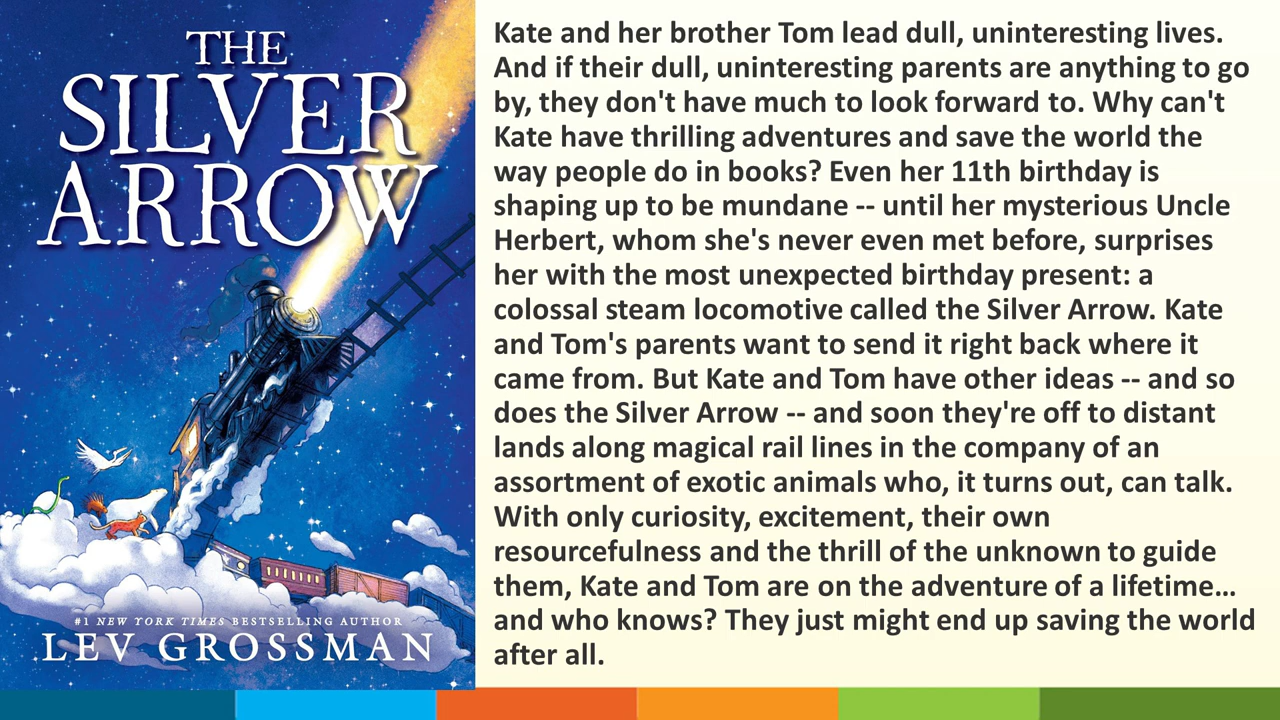 THE
SILVER
ARROW
#1 NEW YORK TIMES BESTSELLING AUTHOR
LEV GROSSMAN
Kate and her brother Tom lead dull, uninteresting lives.
And if their dull, uninteresting parents are anything to go
by, they don't have much to look forward to. Why can't
Kate have thrilling adventures and save the world the
way people do in books? Even her 11th birthday is
shaping up to be mundane -- until her mysterious Uncle
Herbert, whom she's never even met before, surprises
her with the most unexpected birthday present: a
colossal steam locomotive called the Silver Arrow. Kate
and Tom's parents want to send it right back where it
came from. But Kate and Tom have other ideas -- and so
does the Silver Arrow -- and soon they're off to distant
lands along magical rail lines in the company of an
assortment of exotic animals who, it turns out, can talk.
With only curiosity, excitement, their own
resourcefulness and the thrill of the unknown to guide
them, Kate and Tom are on the adventure of a lifetime…
and who knows? They just might end up saving the world
after all.